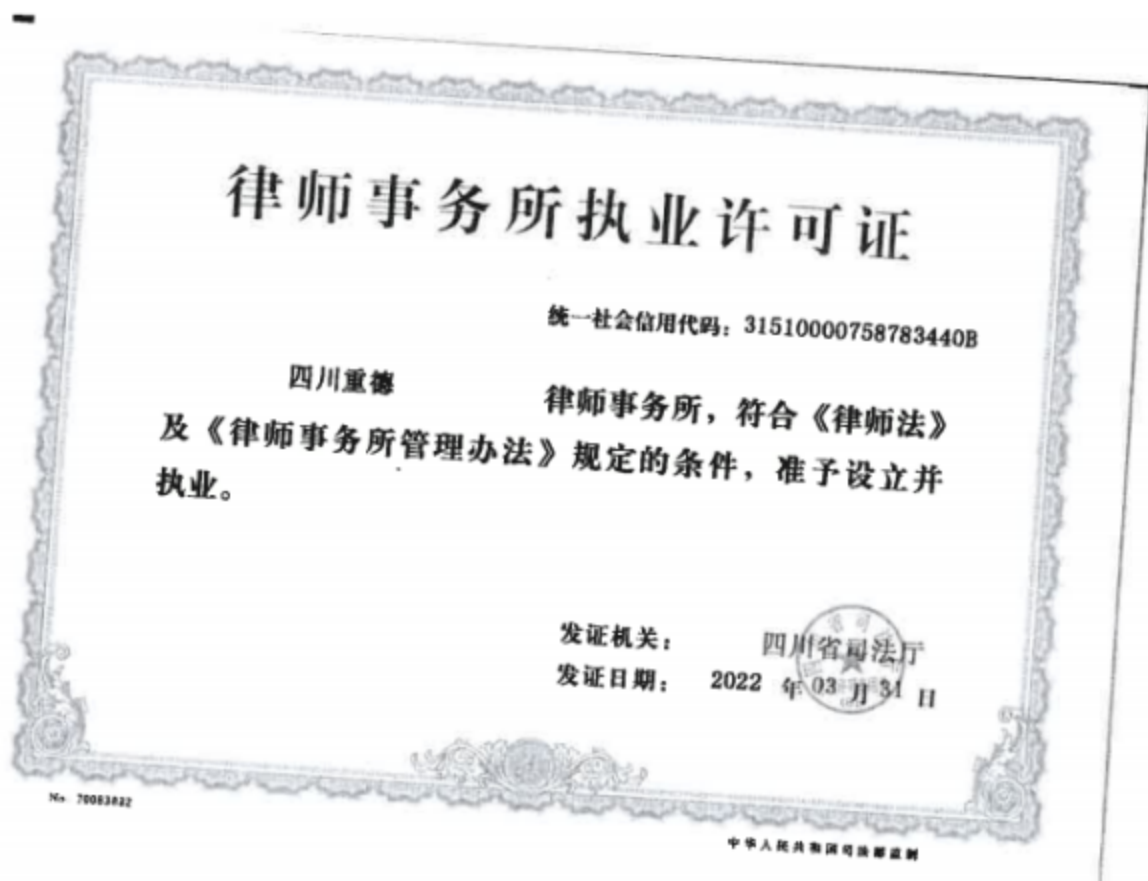 律师事务所执业许可证
统一社会信用代码：31510000758783440B
四川重德 律师事务所，符合《律师法》
及《律师事务所管理办法》规定的条件，准予设立并
执业。
发证机关： 四川省司法厅
发证日期： 2022 年 03 月 31 日
No. 70083832
中华人民共和国司法部监制